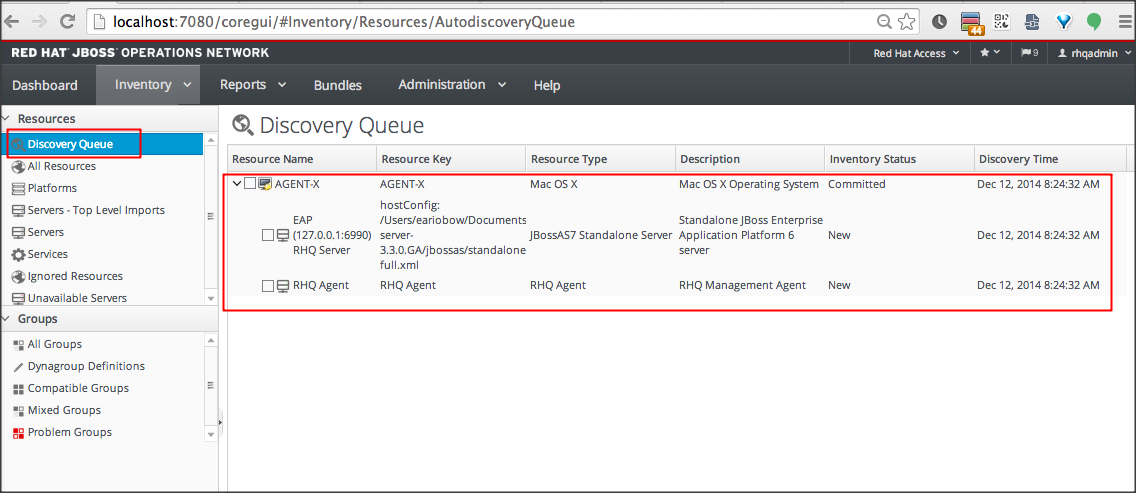 localhost:7080/coregui/#Inventory/Resources/AutodiscoveryQueue
44
RED HAT JBOSS OPERATIONS NETWORK
Red Hat Access
9
rhqadmin
Dashboard
Inventory
Reports
Bundles
Administration
Help
Resources
Discovery Queue
All Resources
Platforms
Servers - Top Level Imports
Servers
Services
Ignored Resources
Unavailable Servers
Groups
All Groups
Dynagroup Definitions
Compatible Groups
Mixed Groups
Problem Groups
Discovery Queue
Resource Name Resource Key Resource Type Description Inventory Status Discovery Time
AGENT-X AGENT-X Mac OS X Mac OS X Operating System Committed Dec 12, 2014 8:24:32 AM
EAP
(127.0.0.1:6990)
RHQ Server
hostConfig:
/Users/eariobow/Documents
server-
3.3.0.GA/jbossas/standalone
full.xml
JBossAS7 Standalone Server
Standalone JBoss Enterprise
Application Platform 6
server
New
Dec 12, 2014 8:24:32 AM
RHQ Agent RHQ Agent RHQ Agent RHQ Management Agent New Dec 12, 2014 8:24:32 AM